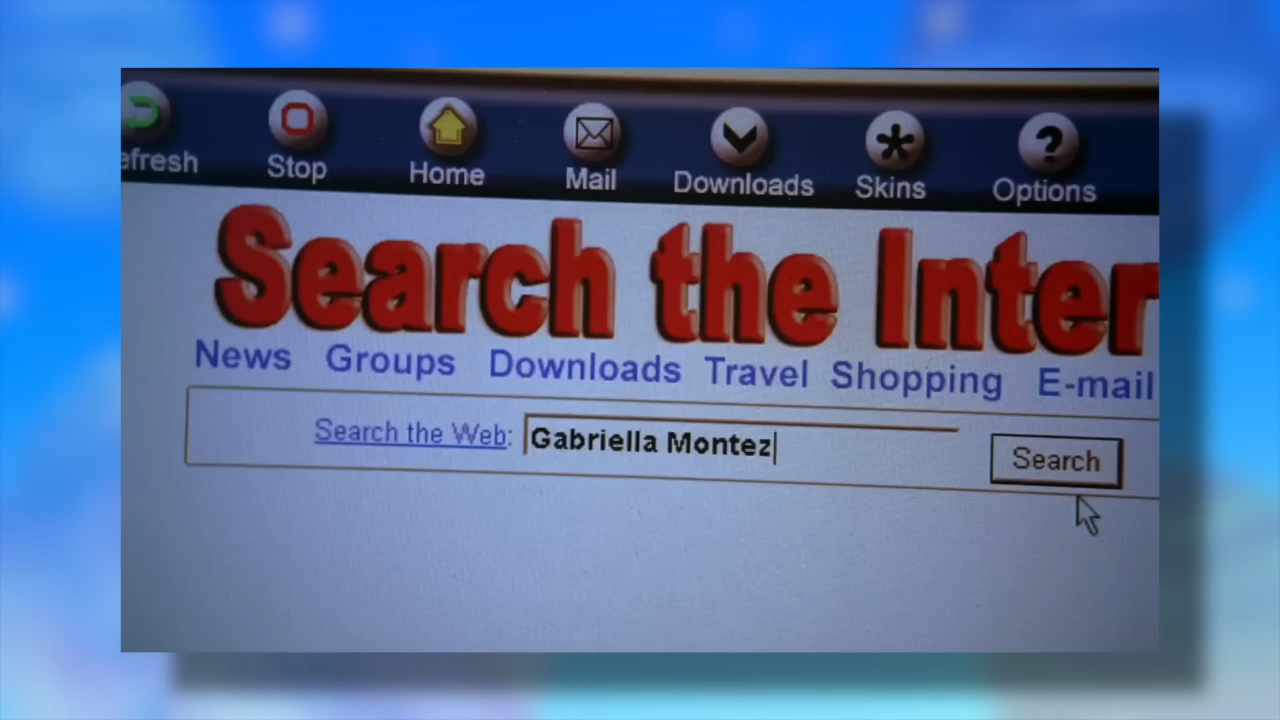 efresh Stop Home Mail Downloads Skins Options
Search the Inter
News Groups Downloads Travel Shopping E-mail
Search the Web: Gabriella Montez Search